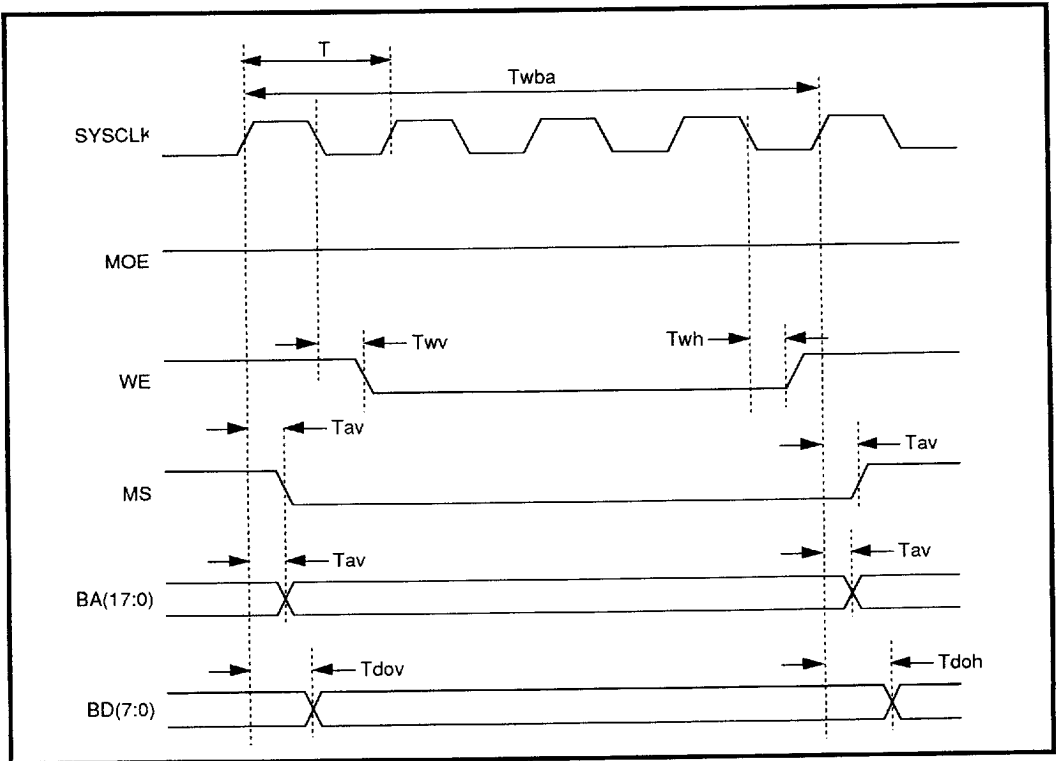 T
Twba
SYSCLK
MOE
Twv
Twh
WE
Tav
Tav
MS
Tav
Tav
BA(17:0)
Tdov
Tdoh
BD(7:0)